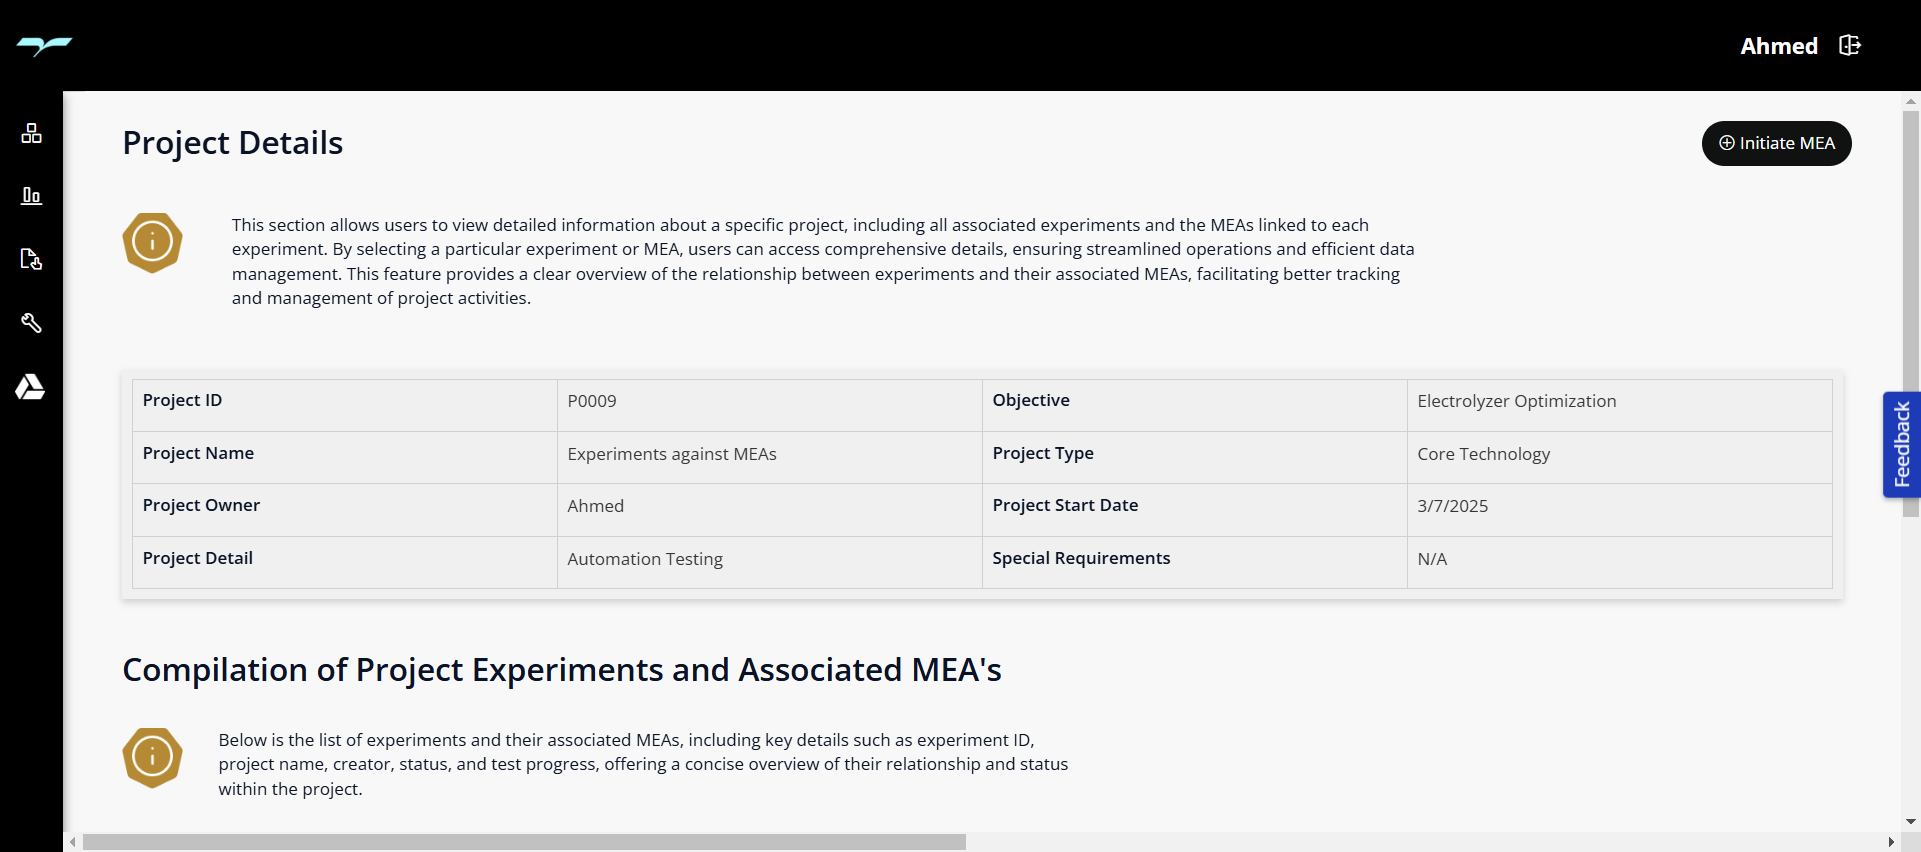 Ahmed
Project Details
Initiate MEA
This section allows users to view detailed information about a specific project, including all associated experiments and the MEAs linked to each
experiment. By selecting a particular experiment or MEA, users can access comprehensive details, ensuring streamlined operations and efficient data
management. This feature provides a clear overview of the relationship between experiments and their associated MEAs, facilitating better tracking
and management of project activities.
Project ID P0009 Objective Electrolyzer Optimization
Project Name Experiments against MEAs Project Type Core Technology
Project Owner Ahmed Project Start Date 3/7/2025
Project Detail Automation Testing Special Requirements N/A
Feedback
Compilation of Project Experiments and Associated MEA's
Below is the list of experiments and their associated MEAs, including key details such as experiment ID,
project name, creator, status, and test progress, offering a concise overview of their relationship and status
within the project.